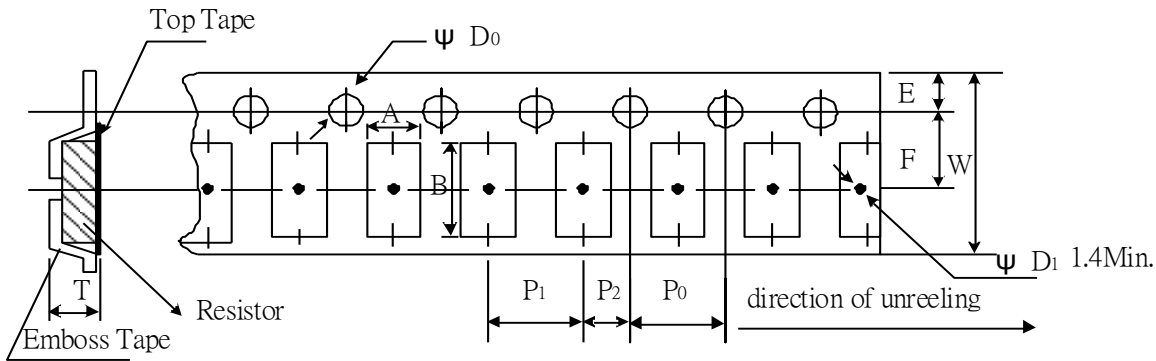 Top Tape
Ψ D0
E
A
F
W
B
Ψ D1 1.4Min.
T
P1
P2
P0
direction of unreeling
Resistor
Emboss Tape